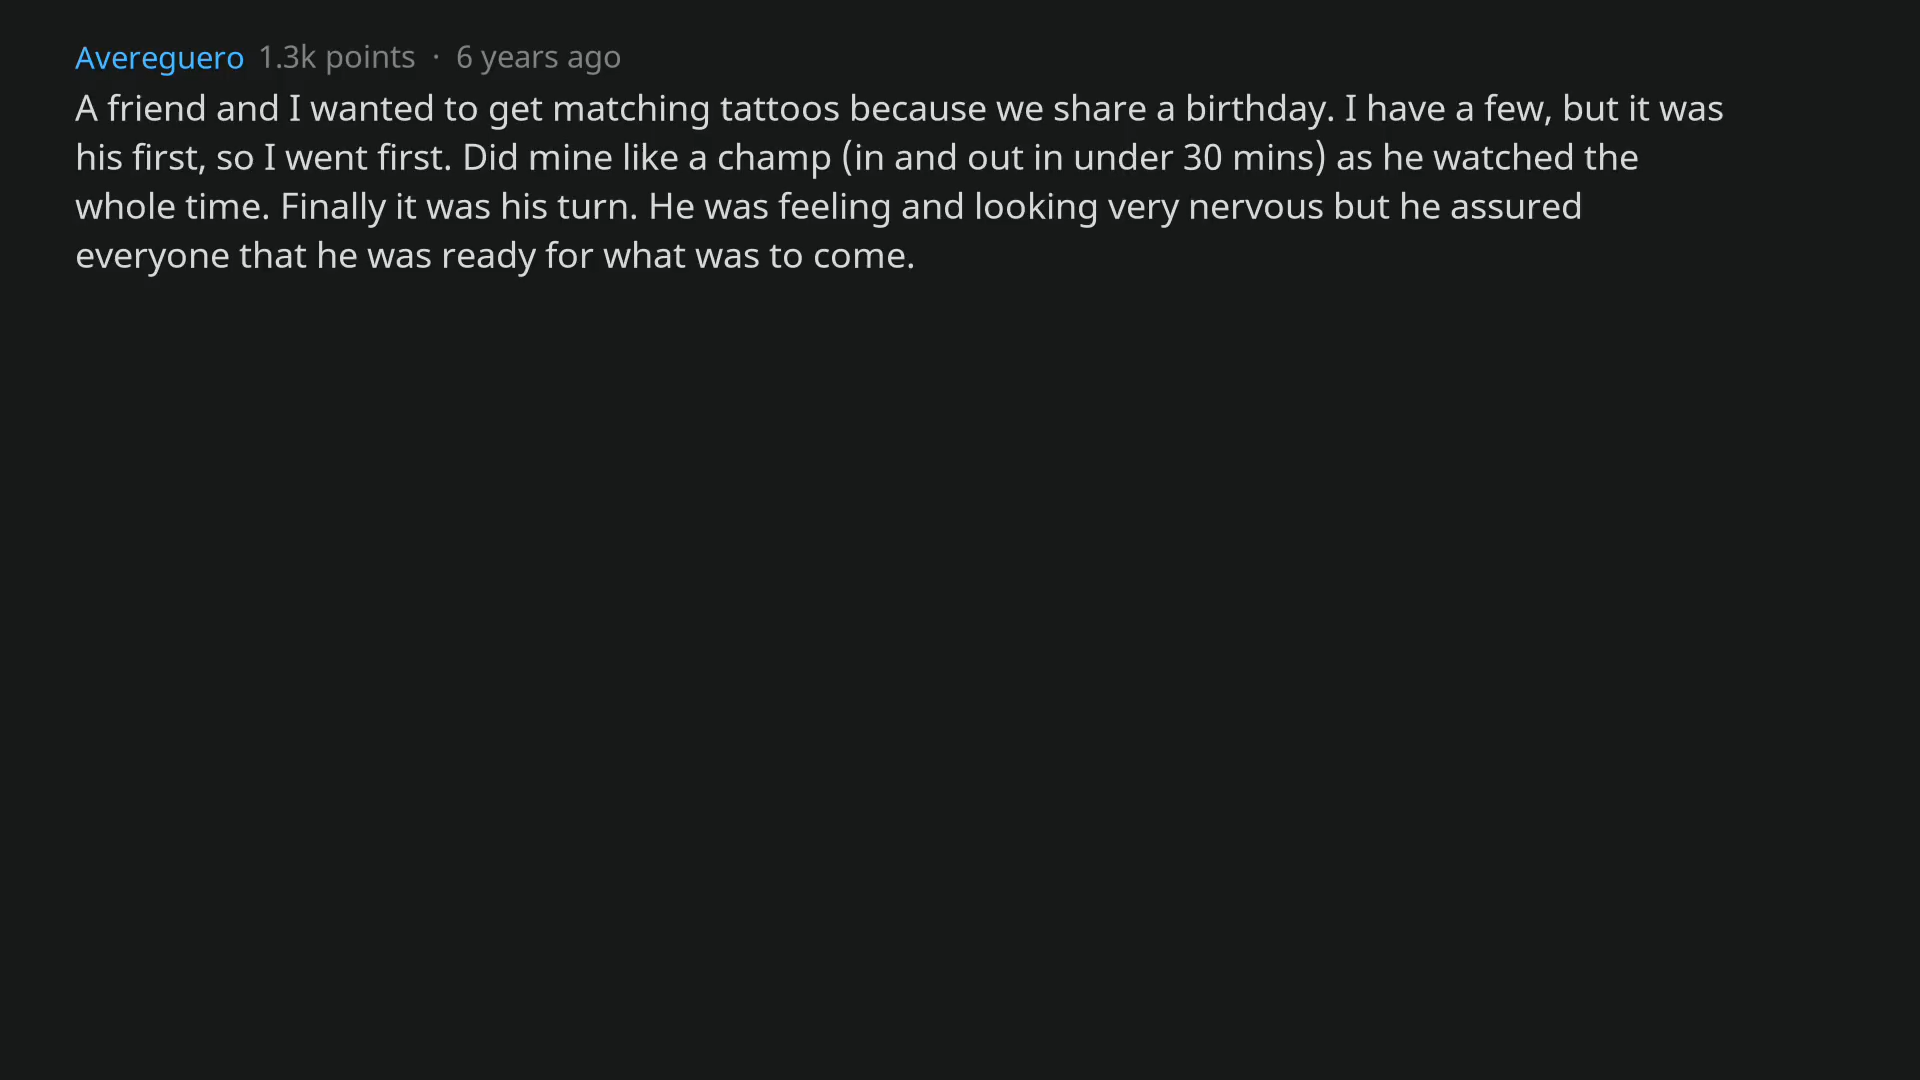 Avereguero 1.3k points · 6 years ago
A friend and I wanted to get matching tattoos because we share a birthday. I have a few, but it was
his first, so I went first. Did mine like a champ (in and out in under 30 mins) as he watched the
whole time. Finally it was his turn. He was feeling and looking very nervous but he assured
everyone that he was ready for what was to come.